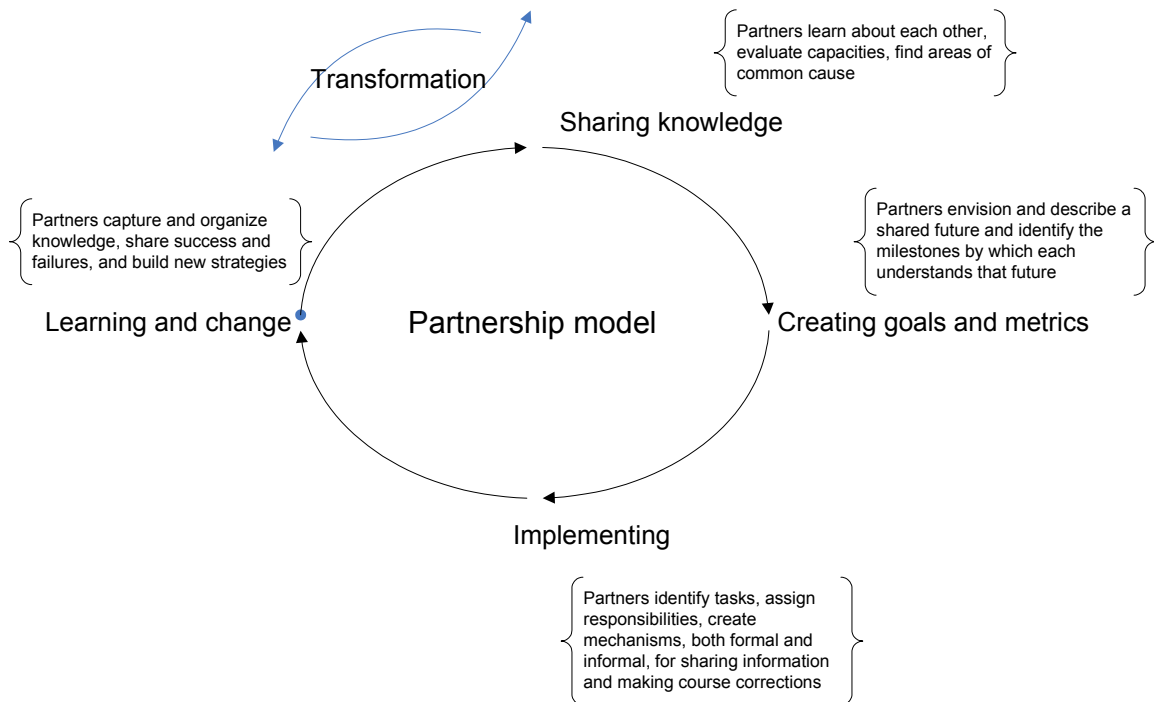 Partners learn about each other,
evaluate capacities, find areas of
common cause
Transformation
Sharing knowledge
Partners capture and organize
knowledge, share success and
failures, and build new strategies
Partners envision and describe a
shared future and identify the
milestones by which each
understands that future
Learning and change
Partnership model
Creating goals and metrics
Implementing
Partners identify tasks, assign
responsibilities, create
mechanisms, both formal and
informal, for sharing information
and making course corrections